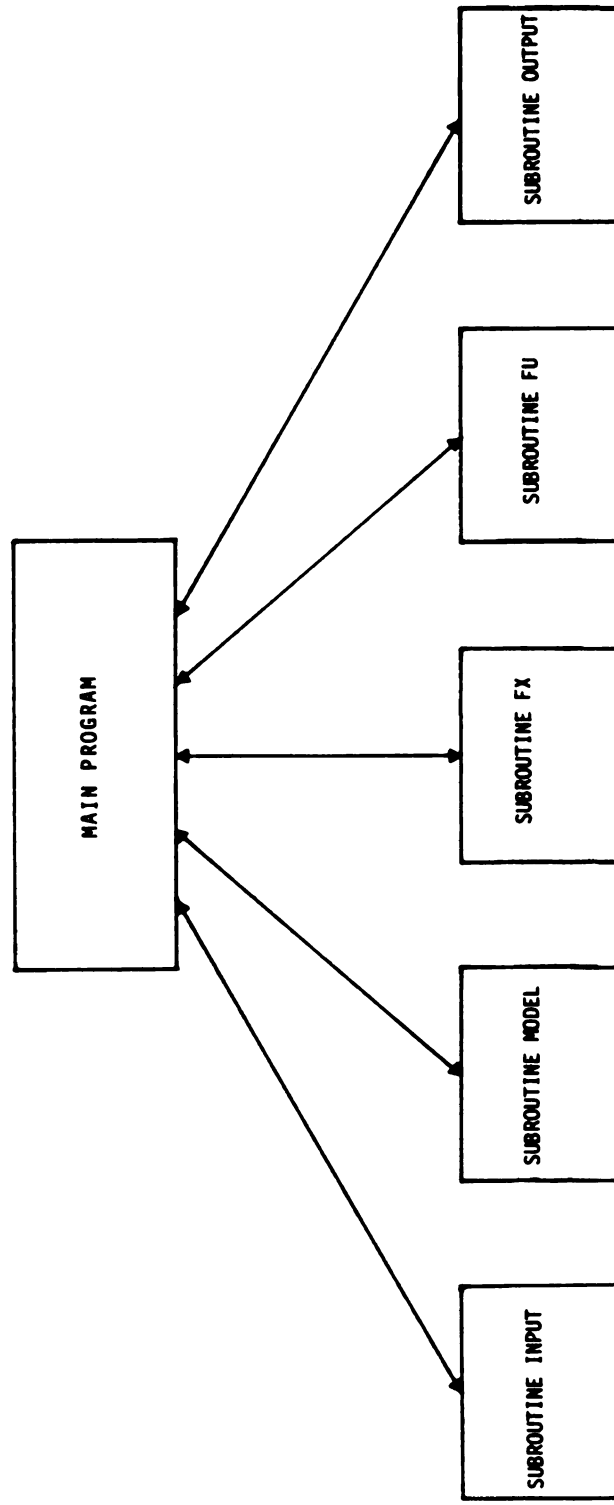 MAIN PROGRAM
SUBROUTINE INPUT
SUBROUTINE MODEL
SUBROUTINE FX
SUBROUTINE FU
SUBROUTINE OUTPUT